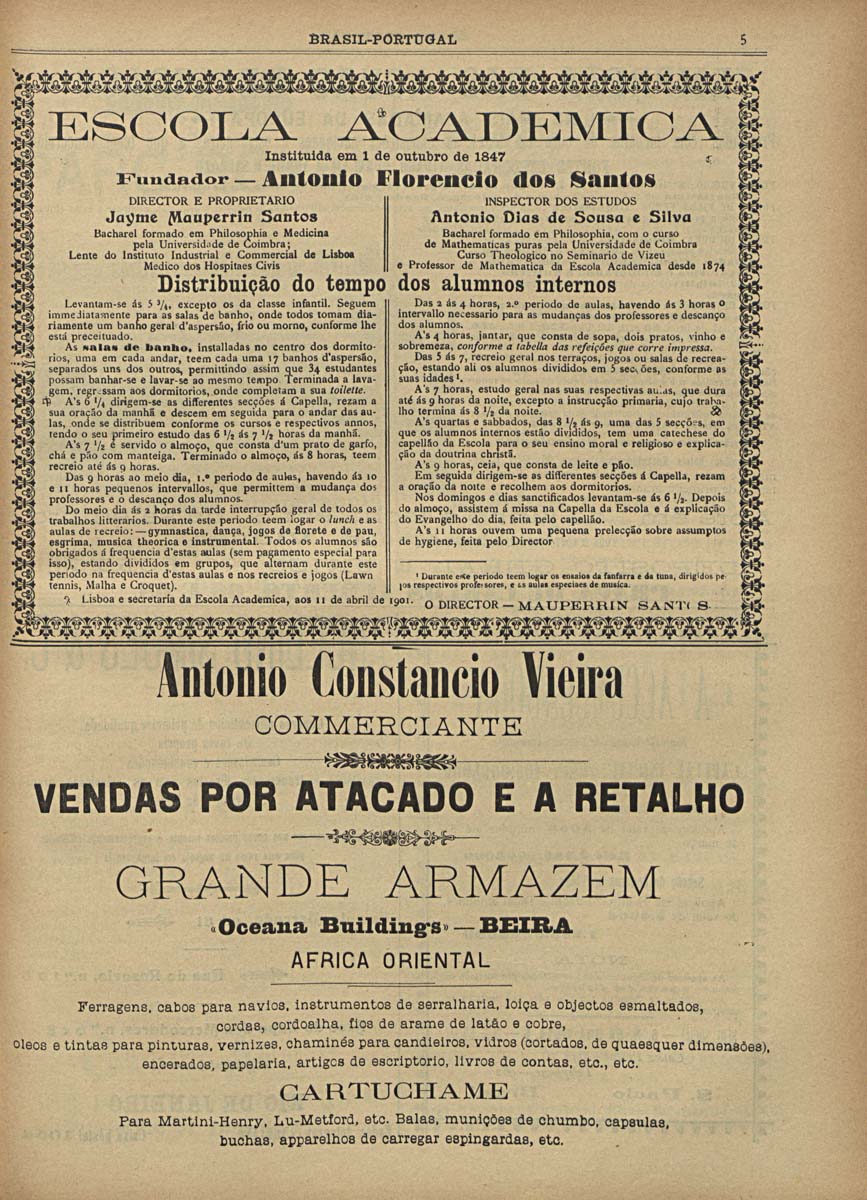 BRASIL-PORTUGAL 5
ESCOLA ACADEMICA
Instituida em 1 de outubro de 1847
Fundador — Antonio Florencio dos Santos
DIRECTOR E PROPRIETARIO
Jayme Mauperrin Santos
Bacharel formado em Philosophia e Medicina
pela Universidade de Coimbra;
Lente do Instituto Industrial e Commercial de Lisboa
Medico dos Hospitaes Civis
INSPECTOR DOS ESTUDOS
Antonio Dias de Sousa e Silva
Bacharel formado em Philosophia, com o curso
de Mathematicas puras pela Universidade de Coimbra
Curso Theologico no Seminario de Vizeu
e Professor de Mathematica da Escola Academica desde 1874
Distribuição do tempo dos alumnos internos
Levantam-se ás 5 3/4, excepto os da classe infantil. Seguem
immediatamente para as salas de banho, onde todos tomam dia-
riamente um banho geral d'aspersão, frio ou morno, conforme lhe
está preceituado.
As salas de banho, installadas no centro dos dormito-
rios, uma em cada andar, teem cada uma 17 banhos d'aspersão,
separados uns dos outros, permittindo assim que 34 estudantes
possam banhar-se e lavar-se ao mesmo tempo. Terminada a lava-
gem, regressam aos dormitorios, onde completam a sua toilette.
A's 6 1/4 dirigem-se as differentes secções á Capella, rezam a
sua oração da manhã e descem em seguida para o andar das au-
las, onde se distribuem conforme os cursos e respectivos annos,
tendo o seu primeiro estudo das 6 1/2 ás 7 1/2 horas da manhã.
A's 7 1/2 é servido o almoço, que consta d'um prato de garfo,
chá e pão com manteiga. Terminado o almoço, ás 8 horas, teem
recreio até ás 9 horas.
Das 9 horas ao meio dia, 1.º periodo de aulas, havendo ás 10
e 11 horas pequenos intervallos, que permittem a mudança dos
professores e o descanço dos alumnos.
Do meio dia ás 2 horas da tarde interrupção geral de todos os
trabalhos litterarios. Durante este periodo teem logar o lunch e as
aulas de recreio: — gymnastica, dança, jogos de florete e de pau,
esgrima, musica theorica e instrumental. Todos os alumnos são
obrigados á frequencia d'estas aulas (sem pagamento especial para
isso), estando divididos em grupos, que alternam durante este
periodo na frequencia d'estas aulas e nos recreios e jogos (Lawn
tennis, Malha e Croquet).
Lisboa e secretaría da Escola Academica, aos 11 de abril de 1901.
Das 2 ás 4 horas, 2.º periodo de aulas, havendo ás 3 horas o
intervallo necessario para as mudanças dos professores e descanço
dos alumnos.
A's 4 horas, jantar, que consta de sopa, dois pratos, vinho e
sobremeza, conforme a tabella das refeições que corre impressa.
Das 5 ás 7, recreio geral nos terraços, jogos ou salas de recrea-
ção, estando ali os alumnos divididos em 5 secções, conforme as
suas idades 1.
A's 7 horas, estudo geral nas suas respectivas aulas, que dura
até ás 9 horas da noite, excepto a instrucção primaria, cujo traba-
lho termina ás 8 1/2 da noite.
A's quartas e sabbados, das 8 1/2 ás 9, uma das 5 secções, em
que os alumnos internos estão divididos, tem uma catechese do
capellão da Escola para o seu ensino moral e religioso e explica-
ção da doutrina christã.
A's 9 horas, ceia, que consta de leite e pão.
Em seguida dirigem-se as differentes secções á Capella, rezam
a oração da noite e recolhem aos dormitorios.
Nos domingos e dias sanctificados levantam-se ás 6 1/2. Depois
do almoço, assistem á missa na Capella da Escola e á explicação
do Evangelho do dia, feita pelo capellão.
A's 11 horas ouvem uma pequena prelecção sobre assumptos
de hygiene, feita pelo Director
1 Durante este periodo teem logar os ensaios da fanfarra e da tuna, dirigidos pe-
los respectivos professores, e as aulas especiaes de musica.
O DIRECTOR — MAUPERRIN SANTOS
Antonio Constancio Vieira
COMMERCIANTE
VENDAS POR ATACADO E A RETALHO
GRANDE ARMAZEM
«Oceana Buildings» — BEIRA
AFRICA ORIENTAL
Ferragens, cabos para navios, instrumentos de serralharia, loiça e objectos esmaltados,
cordas, cordoalha, fios de arame de latão e cobre,
oleos e tintas para pinturas, vernizes, chaminés para candieiros, vidros (cortados, de quaesquer dimensões),
encerados, papelaria, artigos de escriptorio, livros de contas, etc., etc.
CARTUCHAME
Para Martini-Henry, Lu-Metford, etc. Balas, munições de chumbo, capsulas,
buchas, apparelhos de carregar espingardas, etc.